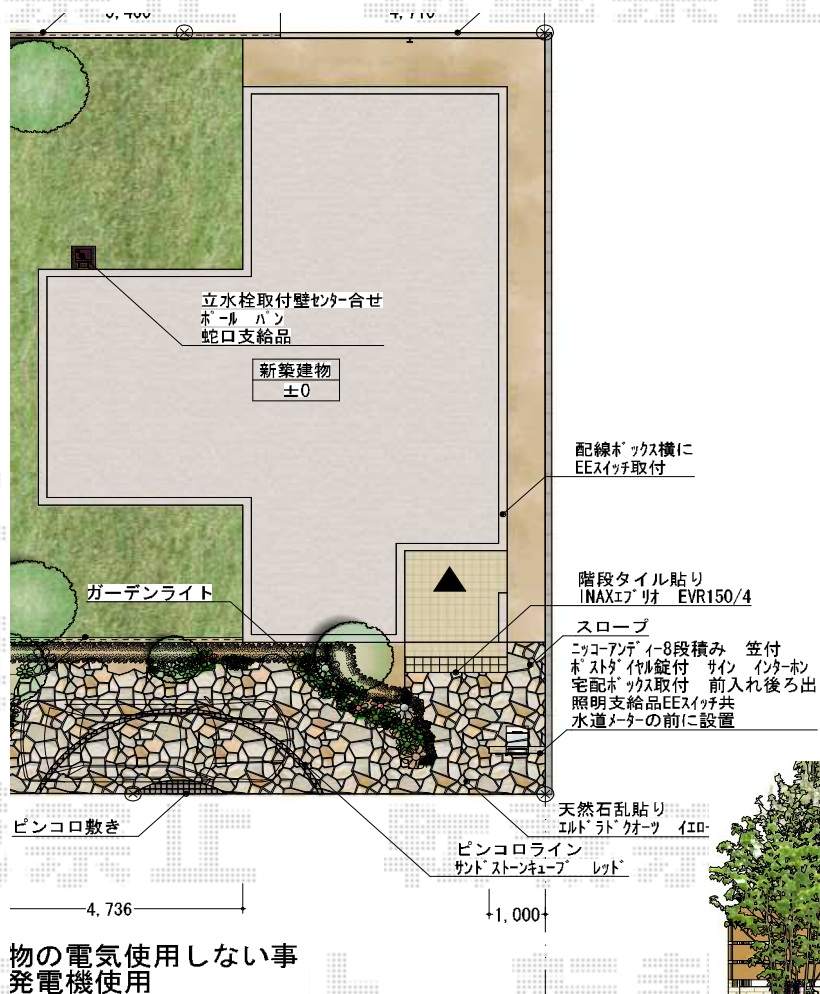 4,710
立水栓取付壁センター合せ
ポール パン
蛇口支給品
新築建物
±0
配線ボックス横に
EEスイッチ取付
ガーデンライト
階段タイル貼り
INAXエプリオ EVR150/4
スロープ
ニッコーアンディー8段積み 笠付
ポストダイヤル錠付 サイン インターホン
宅配ボックス取付 前入れ後ろ出
照明支給品EEスイッチ共
水道メーターの前に設置
天然石乱貼り
エルドラドクオーツ イエロー
ピンコロ敷き
ピンコロライン
サンドストーンキューブ レッド
4,736
1,000
物の電気使用しない事
発電機使用